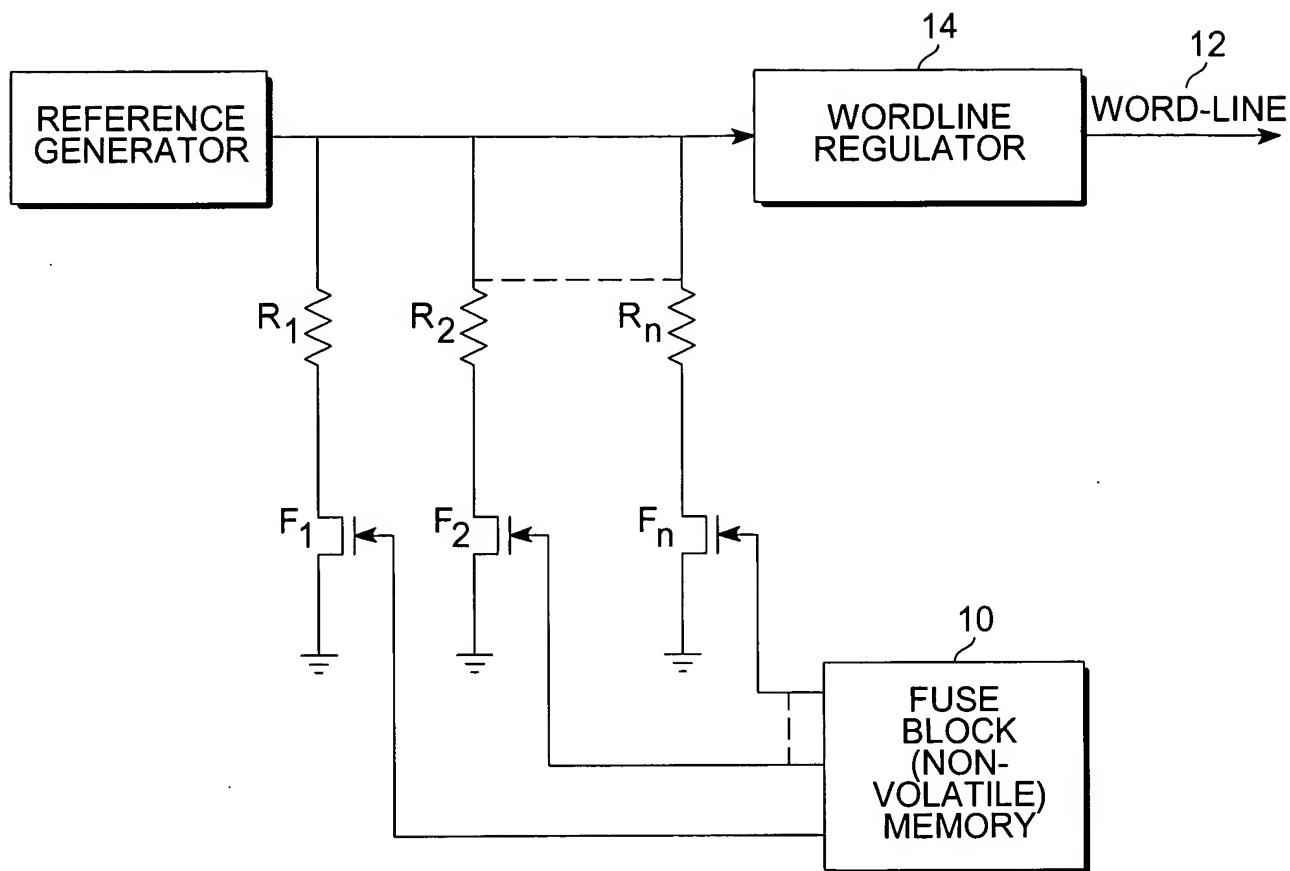 14
12
REFERENCE
GENERATOR
WORDLINE
REGULATOR
WORD-LINE
R1
R2
Rn
F1
F2
Fn
10
FUSE
BLOCK
(NON-
VOLATILE)
MEMORY